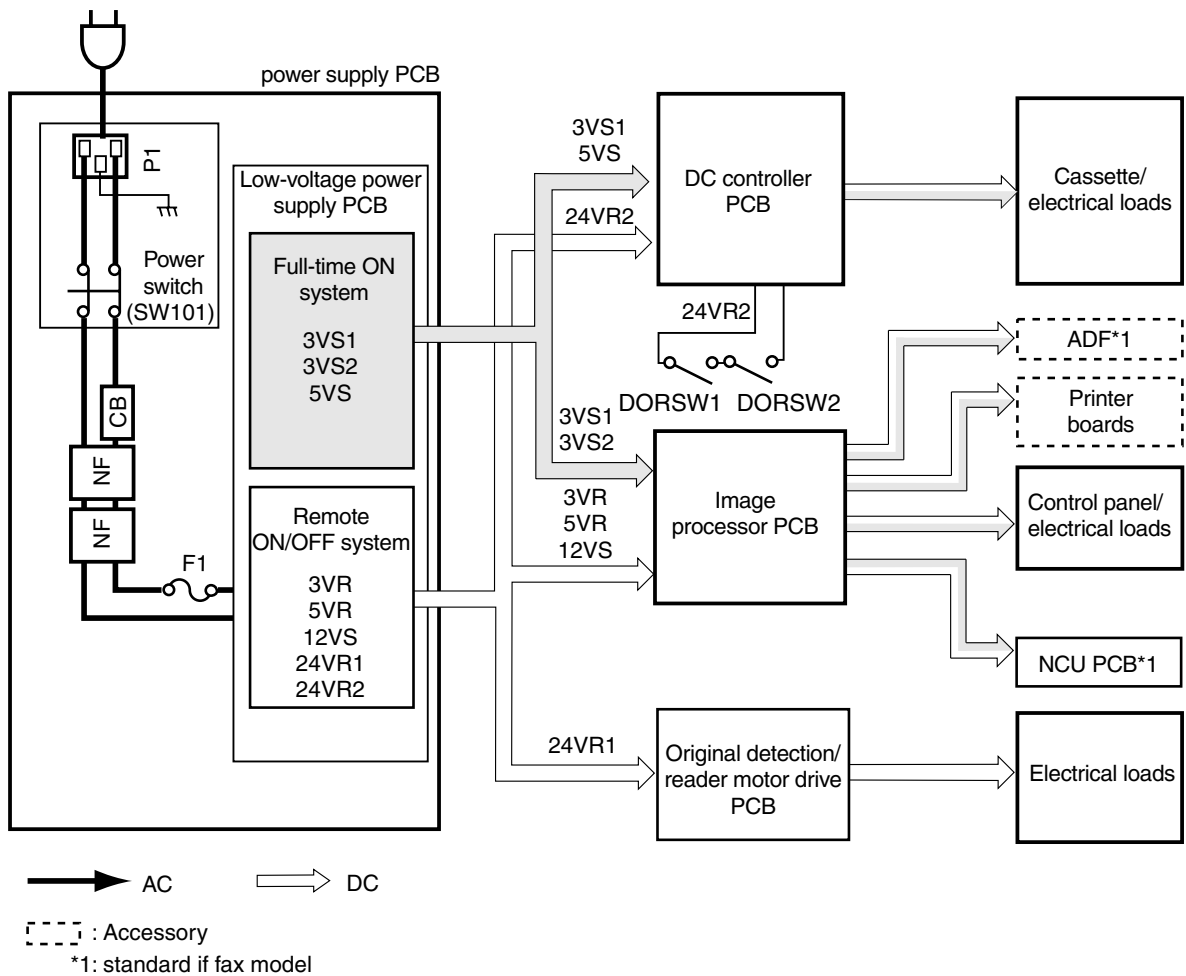 power supply PCB
P1
Power
switch
(SW101)
CB
NF
NF
F1
Low-voltage power
supply PCB
Full-time ON
system
3VS1
3VS2
5VS
Remote
ON/OFF system
3VR
5VR
12VS
24VR1
24VR2
3VS1
5VS
24VR2
DC controller
PCB
Cassette/
electrical loads
24VR2
DORSW1 DORSW2
3VS1
3VS2
3VR
5VR
12VS
Image
processor PCB
ADF*1
Printer
boards
Control panel/
electrical loads
NCU PCB*1
24VR1
Original detection/
reader motor drive
PCB
Electrical loads
AC
DC
: Accessory
*1: standard if fax model